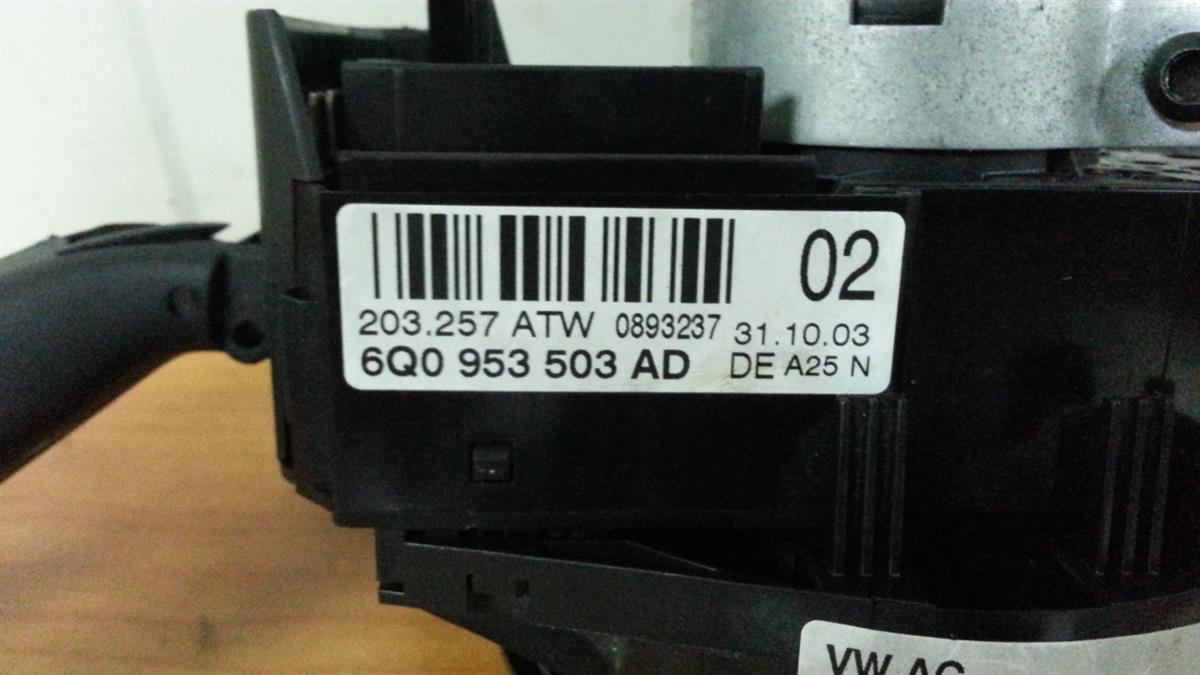 02
203.257 ATW 0893237 31.10.03
6Q0 953 503 AD DE A25 N
VW AG